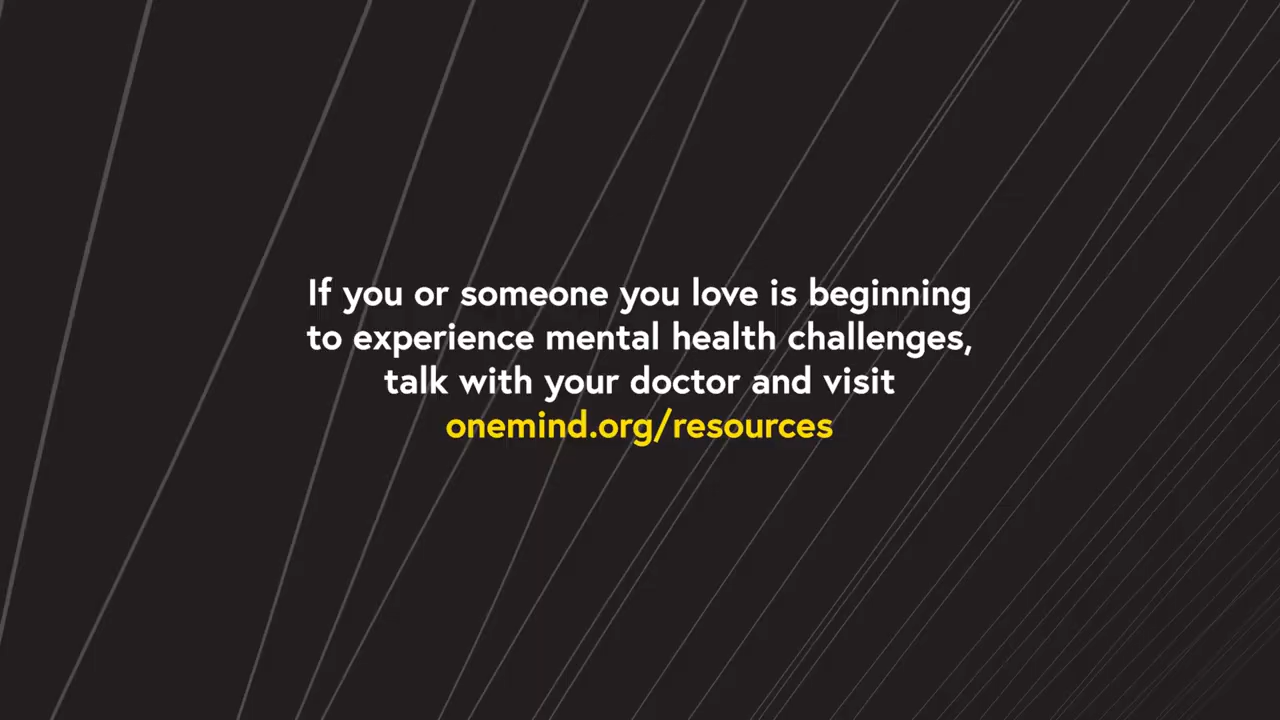 If you or someone you love is beginning
to experience mental health challenges,
talk with your doctor and visit
onemind.org/resources